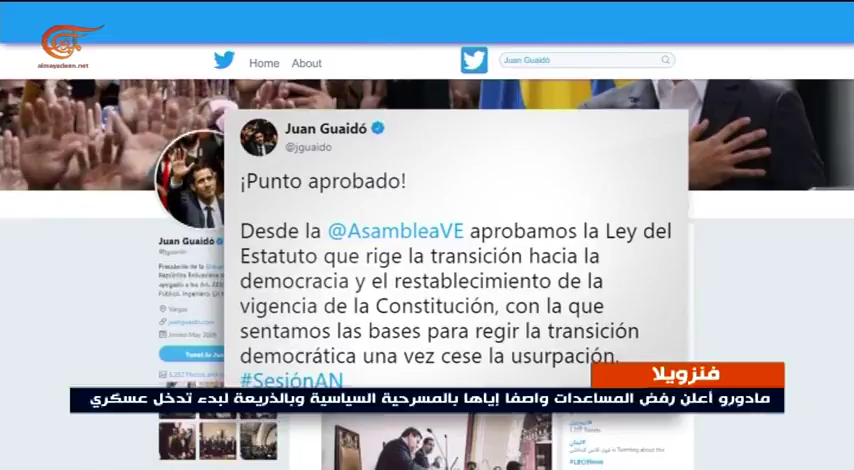 almayadeen.net
Home About
Juan Guaidó
Juan Guaidó
@jguaido
¡Punto aprobado!
Desde la @AsambleaVE aprobamos la Ley del
Estatuto que rige la transición hacia la
democracia y el restablecimiento de la
vigencia de la Constitución, con la que
sentamos las bases para regir la transición
democrática una vez cese la usurpación.
#SesiónAN
Juan Guaidó
@jguaido
Vargas
فنزويلا
مادورو أعلن رفض المساعدات واصفا إياها بالمسرحية السياسية وبالذريعة لبدء تدخل عسكري